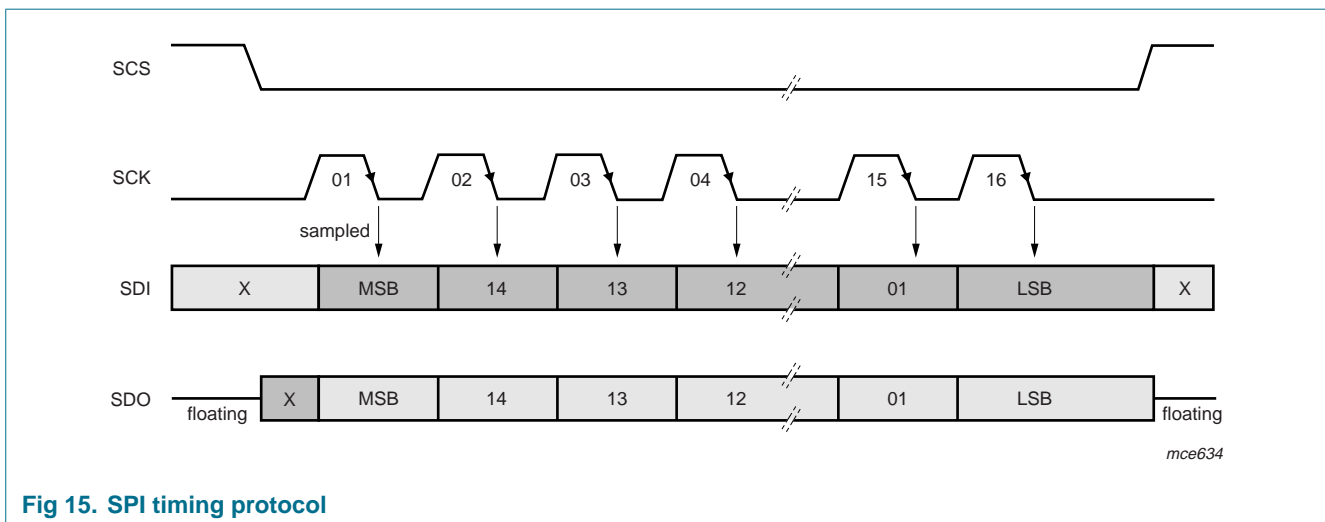 SCS
SCK
01 02 03 04 15 16
sampled
SDI
X MSB 14 13 12 01 LSB X
SDO
X MSB 14 13 12 01 LSB
floating
floating
mce634
Fig 15. SPI timing protocol